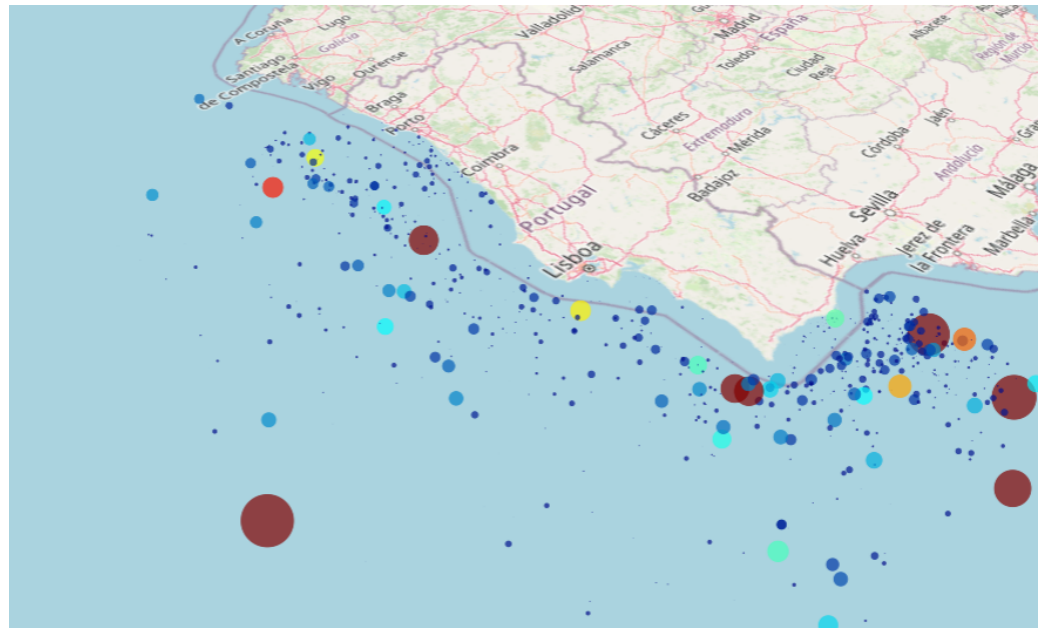 A Coruña
Lugo
Galicia
Santiago
de Compostela
Ourense
Vigo
Braga
Porto
Coimbra
Valladolid
Salamanca
Madrid
España
Toledo
Ciudad
Real
Albacete
Región de
Murcia
Cáceres
Extremadura
Mérida
Badajoz
Portugal
Lisboa
Córdoba
Jaén
Andalucía
Sevilla
Huelva
Jerez de
la Frontera
Málaga
Marbella